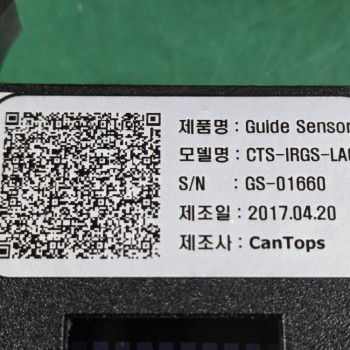 제품명 : Guide Sensor
모델명 : CTS-IRGS-LA
S/N : GS-01660
제조일 : 2017.04.20
제조사 : CanTops